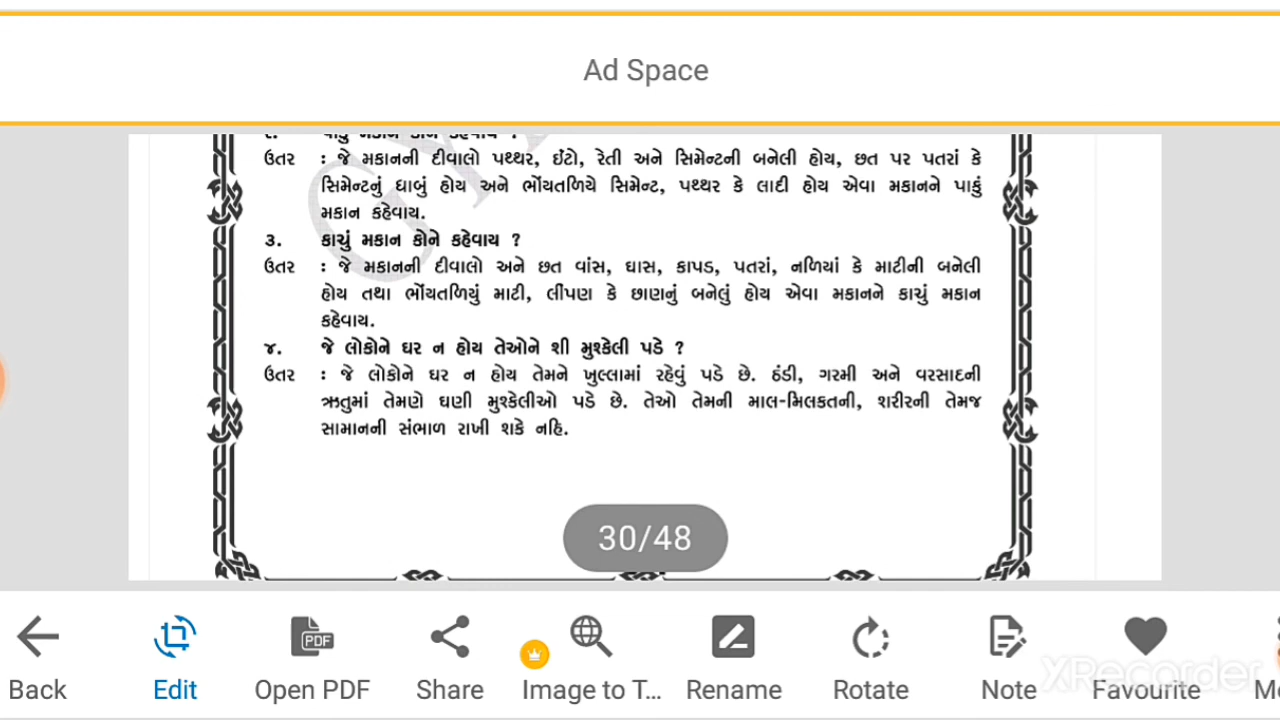 Ad Space
ઉતર : જે મકાનની દીવાલો પથ્થર, ઈંટો, રેતી અને સિમેન્ટની બનેલી હોય, છત પર પતરાં કે
સિમેન્ટનું ધાબું હોય અને ભોંયતળિયે સિમેન્ટ, પથ્થર કે લાદી હોય એવા મકાનને પાકું
મકાન કહેવાય.
૩. કાચું મકાન કોને કહેવાય ?
ઉતર : જે મકાનની દીવાલો અને છત વાંસ, ઘાસ, કાપડ, પતરાં, નળિયાં કે માટીની બનેલી
હોય તથા ભોંયતળિયું માટી, લીંપણ કે છાણનું બનેલું હોય એવા મકાનને કાચું મકાન
કહેવાય.
૪. જે લોકોને ઘર ન હોય તેઓને શી મુશ્કેલી પડે ?
ઉતર : જે લોકોને ઘર ન હોય તેમને ખુલ્લામાં રહેવું પડે છે. ઠંડી, ગરમી અને વરસાદની
ઋતુમાં તેમણે ઘણી મુશ્કેલીઓ પડે છે. તેઓ તેમની માલ-મિલકતની, શરીરની તેમજ
સામાનની સંભાળ રાખી શકે નહિ.
30/48
PDF
Back Edit Open PDF Share Image to T... Rename Rotate Note Favourite
XRecorder